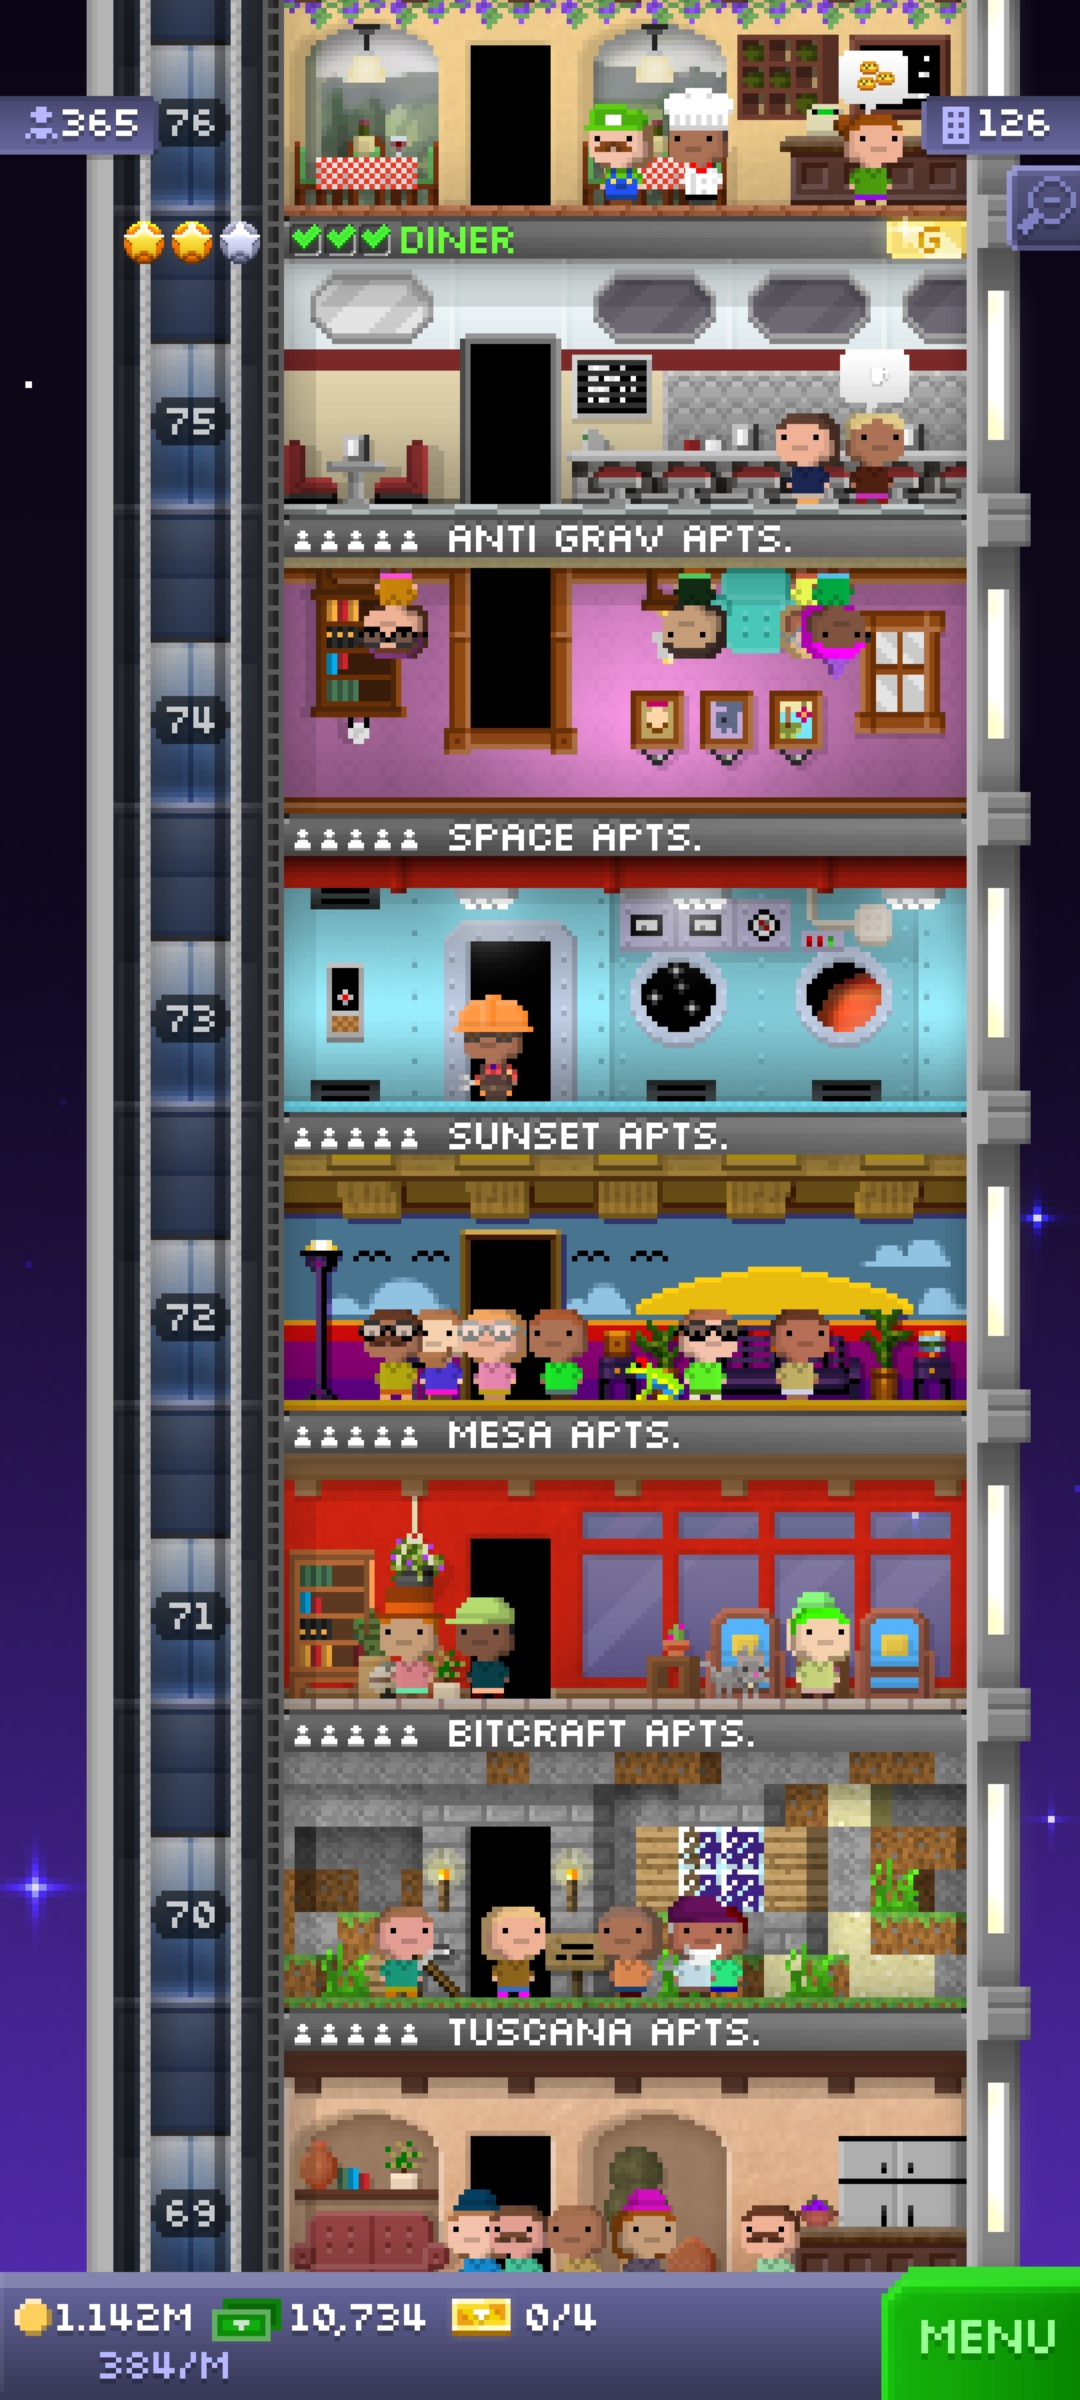 365
76
126
DINER
G
75
ANTI GRAV APTS.
74
SPACE APTS.
73
SUNSET APTS.
72
MESA APTS.
71
BITCRAFT APTS.
70
TUSCANA APTS.
69
1.142M
10,734
0/4
384/M
MENU